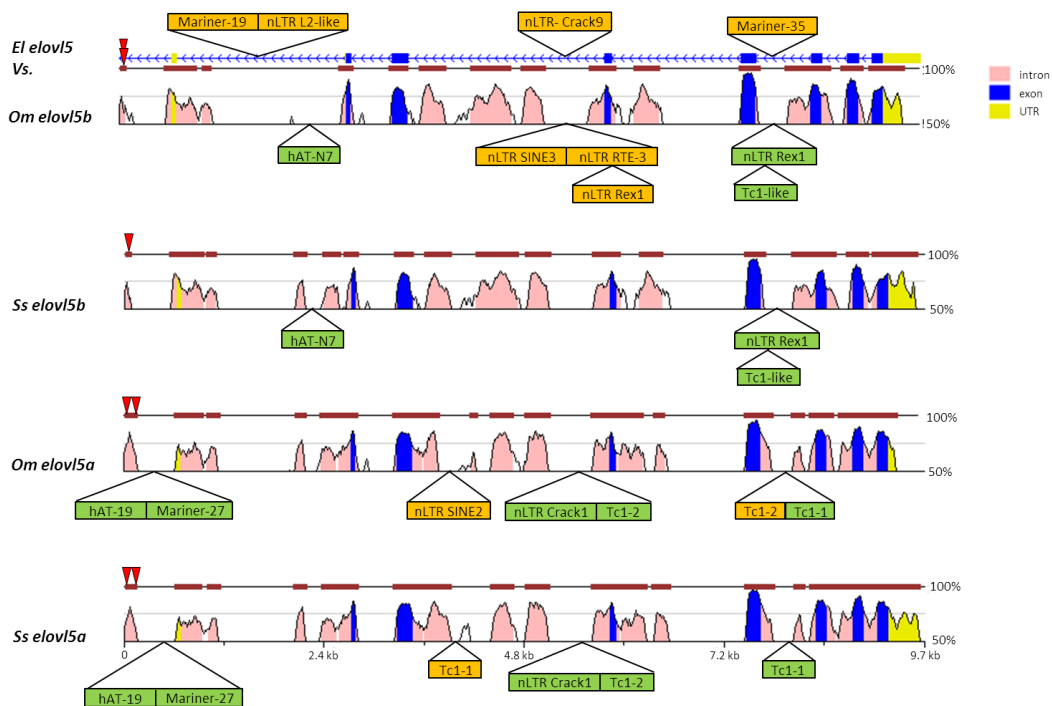 Mariner-19 nLTR L2-like nLTR- Crack9 Mariner-35
El elovl5
Vs.
100%
intron
exon
UTR
Om elovl5b
50%
hAT-N7 nLTR SINE3 nLTR RTE-3 nLTR Rex1
nLTR Rex1 Tc1-like
100%
Ss elovl5b
50%
hAT-N7 nLTR Rex1
Tc1-like
100%
Om elovl5a
50%
hAT-19 Mariner-27 nLTR SINE2 nLTR Crack1 Tc1-2 Tc1-2 Tc1-1
100%
Ss elovl5a
50%
0 2.4 kb 4.8 kb 7.2 kb 9.7 kb
Tc1-1 nLTR Crack1 Tc1-2 Tc1-1
hAT-19 Mariner-27